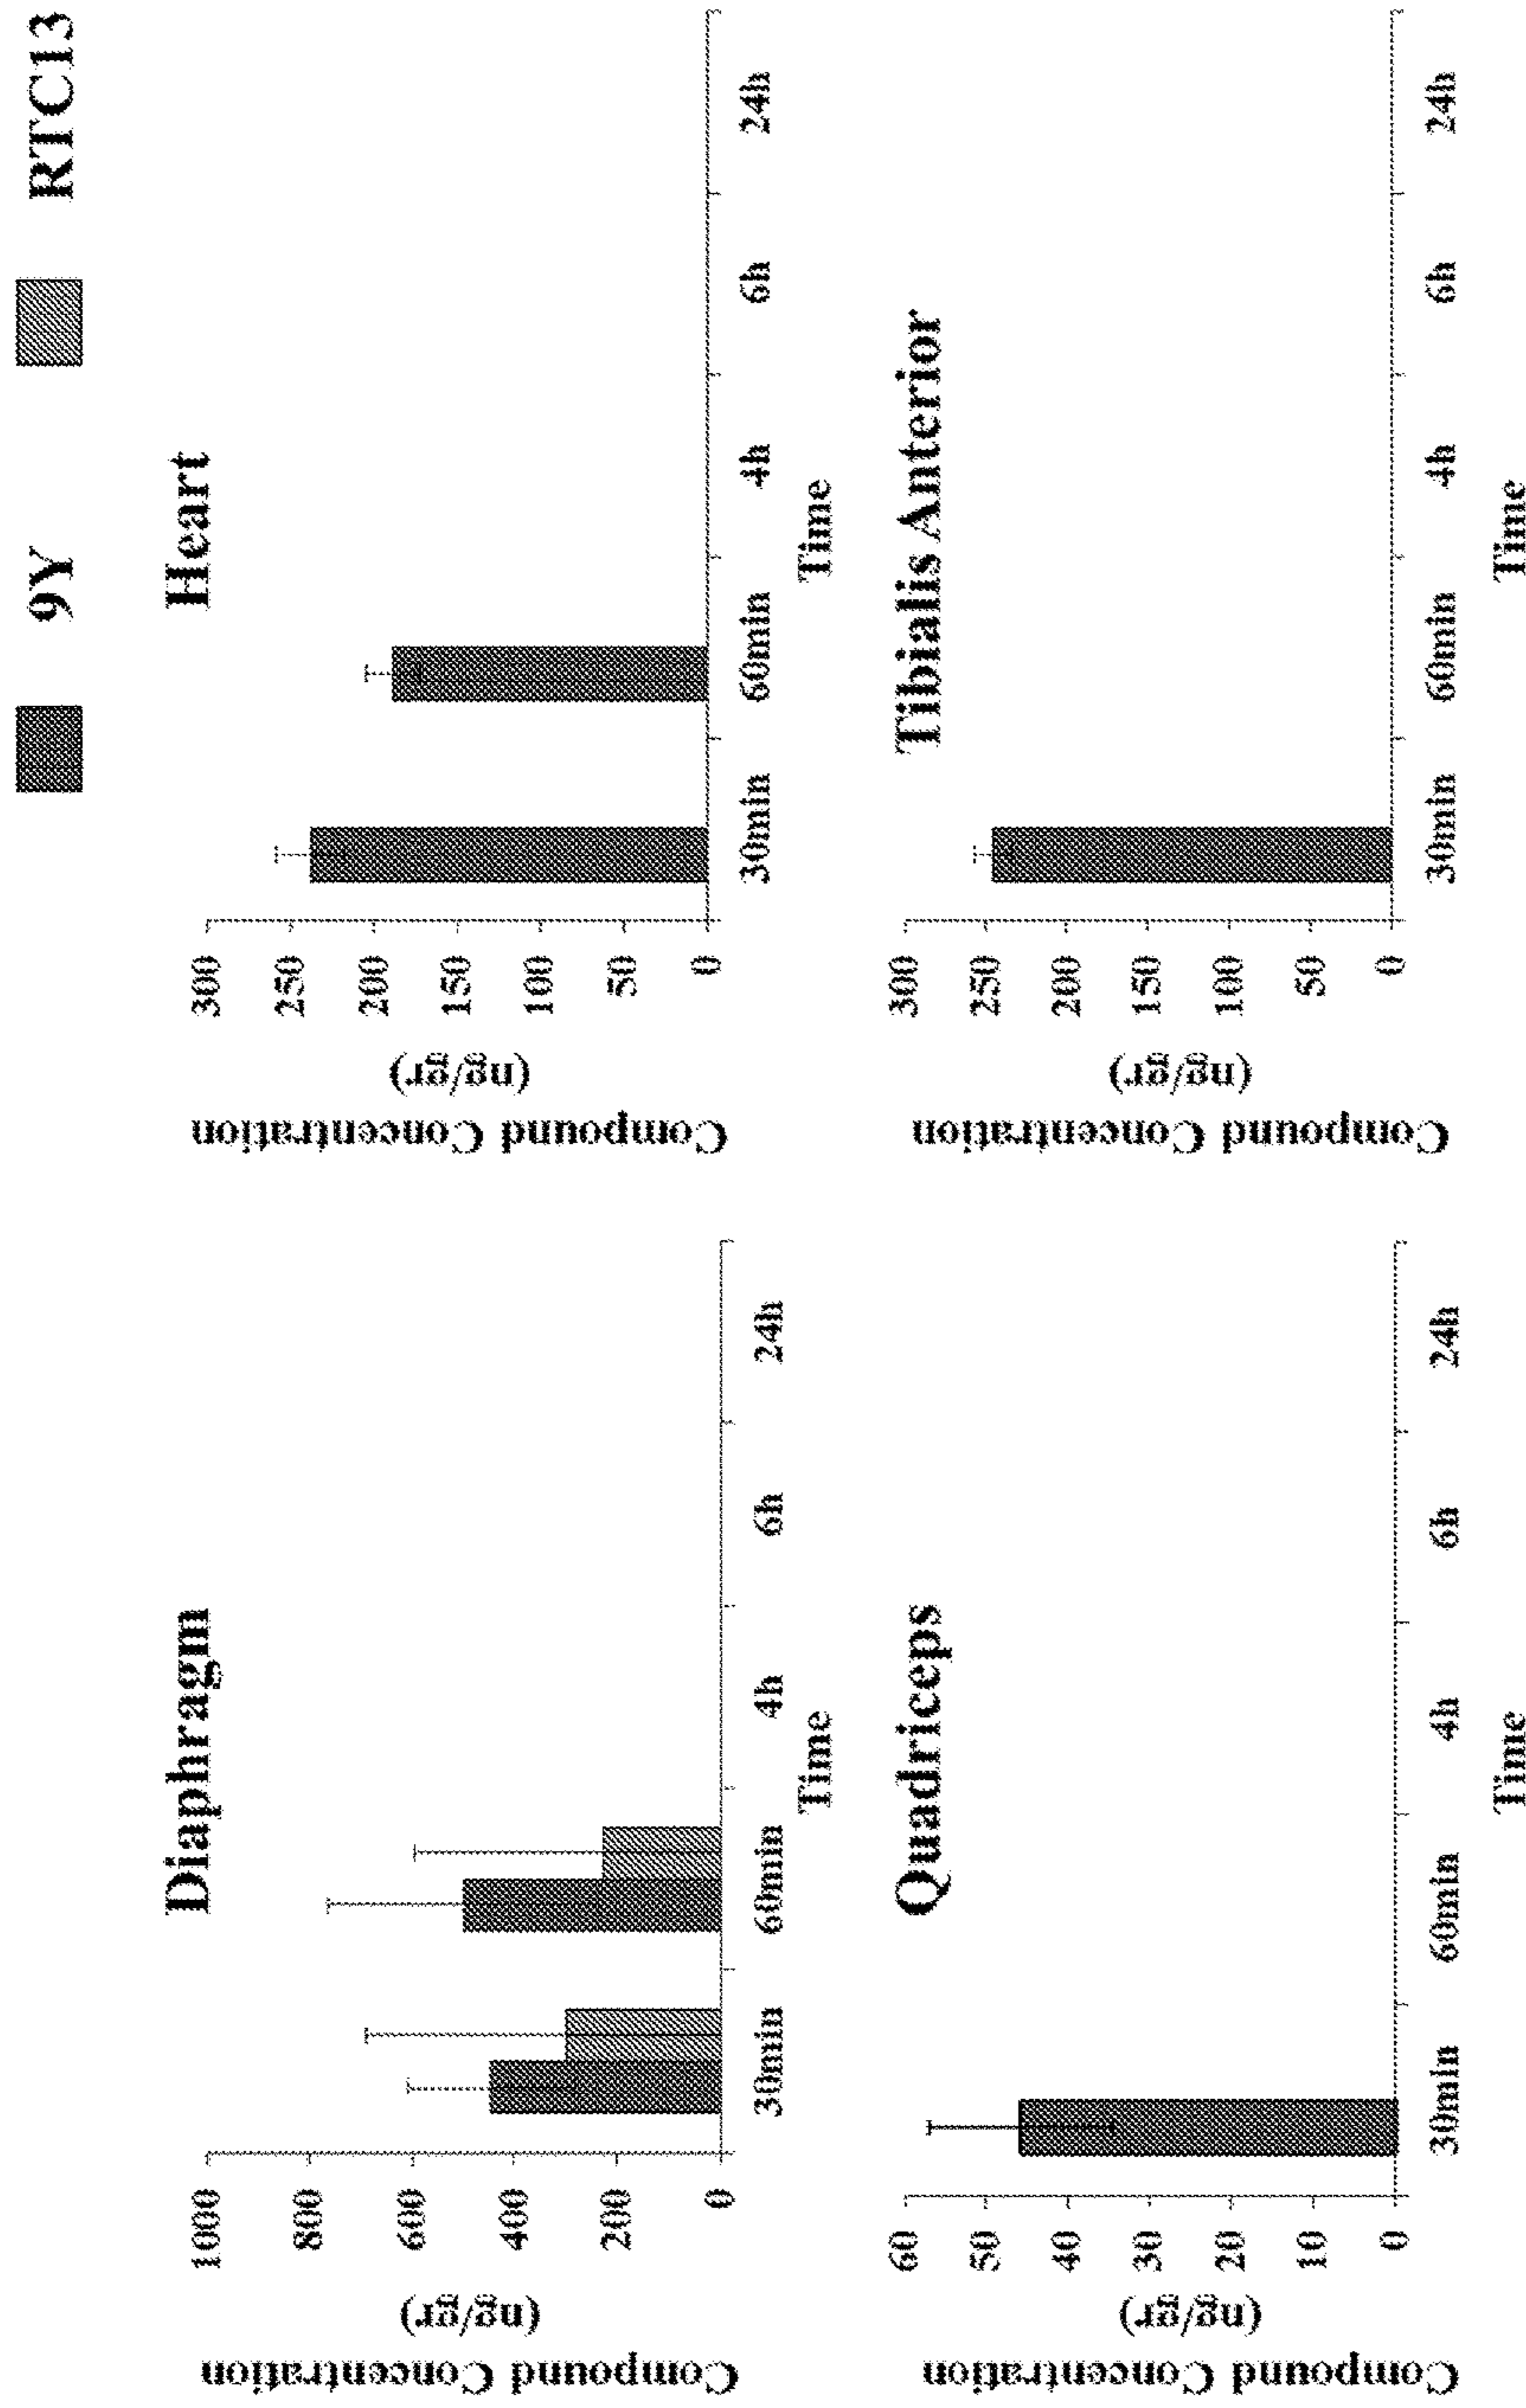 9Y
RTC13
Diaphragm
Compound Concentration
(ng/gr)
1000
800
600
400
200
0
30min 60min 4h 6h 24h
Time
Heart
Compound Concentration
(ng/gr)
300
250
200
150
100
50
0
30min 60min 4h 6h 24h
Time
Quadriceps
Compound Concentration
(ng/gr)
60
50
40
30
20
10
0
30min 60min 4h 6h 24h
Time
Tibialis Anterior
Compound Concentration
(ng/gr)
300
250
200
150
100
50
0
30min 60min 4h 6h 24h
Time